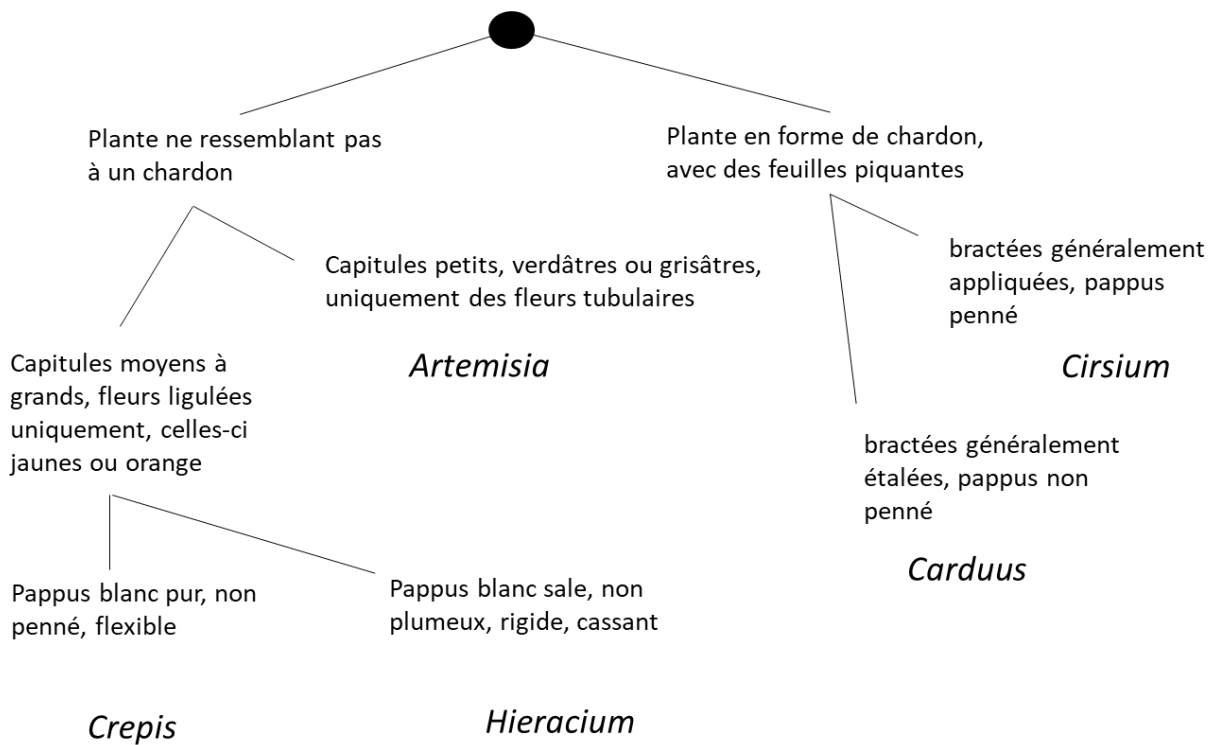 Plante ne ressemblant pas
à un chardon
Plante en forme de chardon,
avec des feuilles piquantes
Capitules petits, verdâtres ou grisâtres,
uniquement des fleurs tubulaires
Artemisia
bractées généralement
appliquées, pappus
penné
Cirsium
Capitules moyens à
grands, fleurs ligulées
uniquement, celles-ci
jaunes ou orange
bractées généralement
étalées, pappus non
penné
Carduus
Pappus blanc pur, non
penné, flexible
Crepis
Pappus blanc sale, non
plumeux, rigide, cassant
Hieracium